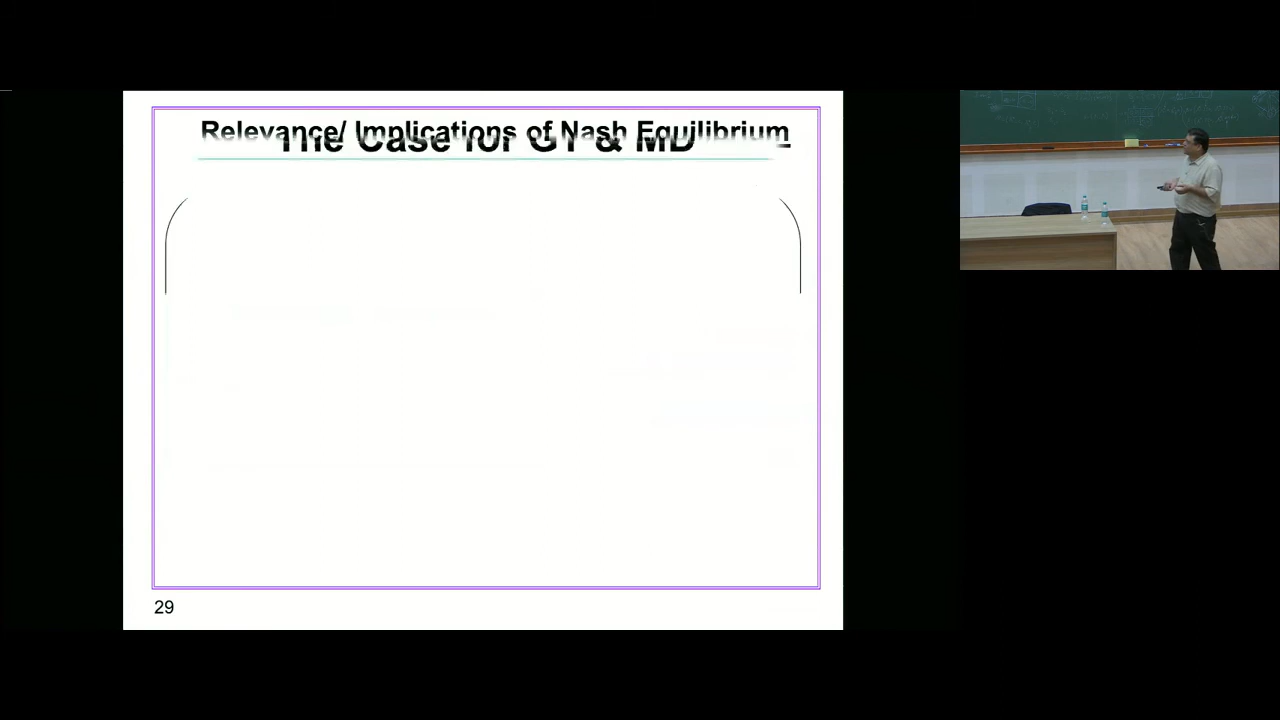 Relevance/ Implications of Nash Equilibrium
The Case for GT & MD
29